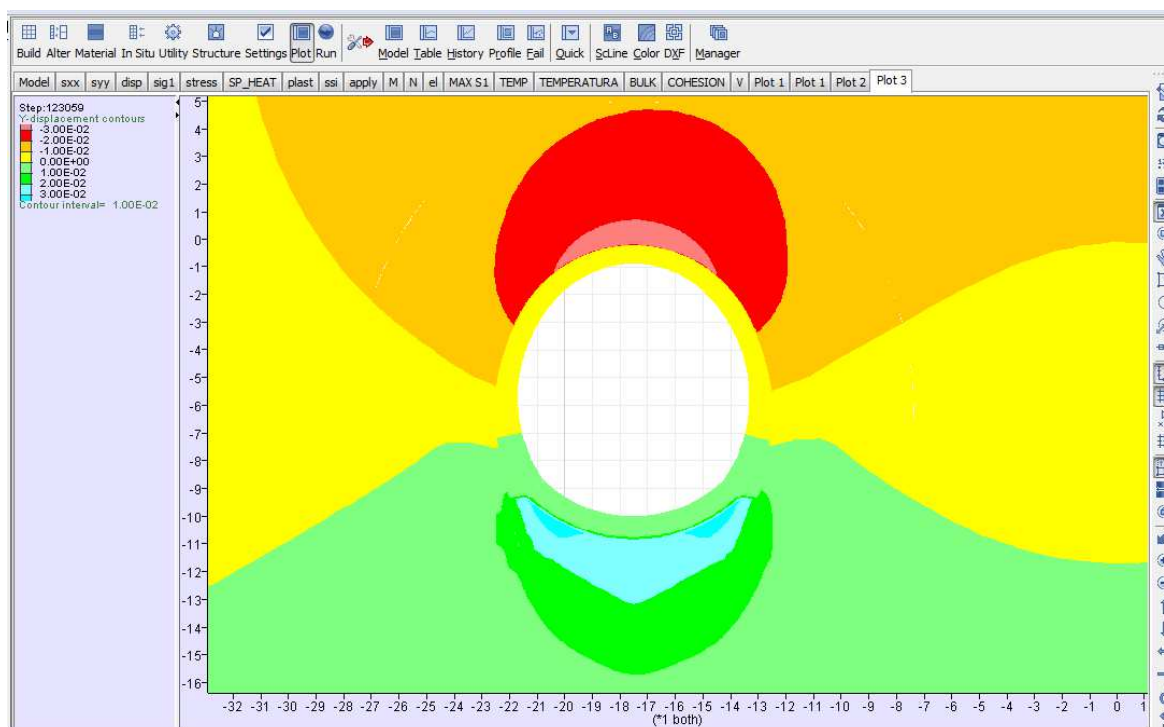 Build Alter Material In Situ Utility Structure Settings Plot Run Model Table History Profile Fail Quick ScLine Color DXF Manager
Model sxx syy disp sig1 stress SP_HEAT plast ssi apply M N el MAX S1 TEMP TEMPERATURA BULK COHESION V Plot 1 Plot 1 Plot 2 Plot 3
Step:123059
Y-displacement contours
-3.00E-02
-2.00E-02
-1.00E-02
0.00E+00
1.00E-02
2.00E-02
3.00E-02
Contour interval= 1.00E-02
5
4
3
2
1
0
-1
-2
-3
-4
-5
-6
-7
-8
-9
-10
-11
-12
-13
-14
-15
-16
-32 -31 -30 -29 -28 -27 -26 -25 -24 -23 -22 -21 -20 -19 -18 -17 -16 -15 -14 -13 -12 -11 -10 -9 -8 -7 -6 -5 -4 -3 -2 -1 0 1
(*1 both)